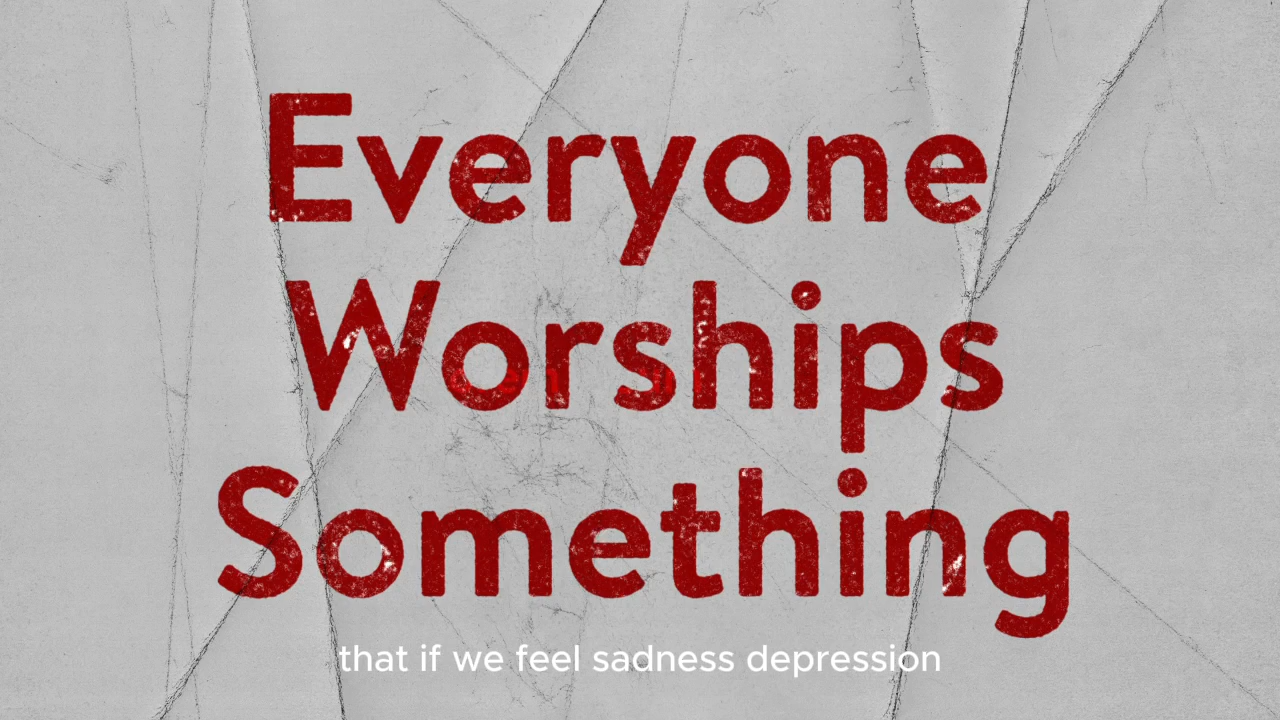 Everyone
Worships
Something
that if we feel sadness depression